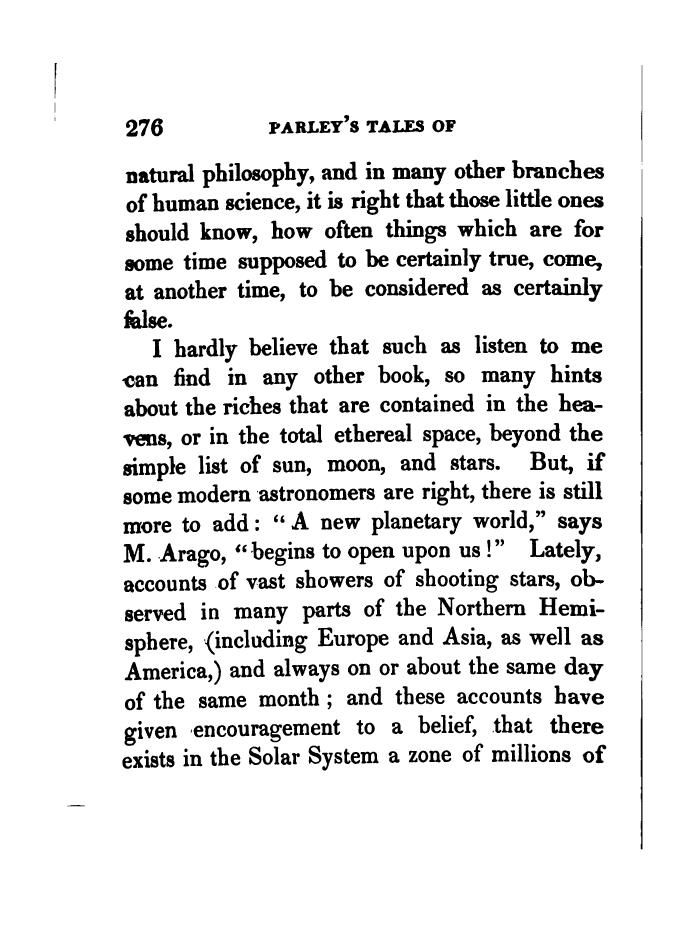 276 PARLEY'S TALES OF
natural philosophy, and in many other branches
of human science, it is right that those little ones
should know, how often things which are for
some time supposed to be certainly true, come,
at another time, to be considered as certainly
false.
I hardly believe that such as listen to me
can find in any other book, so many hints
about the riches that are contained in the hea-
vens, or in the total ethereal space, beyond the
simple list of sun, moon, and stars. But, if
some modern astronomers are right, there is still
more to add: "A new planetary world," says
M. Arago, "begins to open upon us!" Lately,
accounts of vast showers of shooting stars, ob-
served in many parts of the Northern Hemi-
sphere, (including Europe and Asia, as well as
America,) and always on or about the same day
of the same month; and these accounts have
given encouragement to a belief, that there
exists in the Solar System a zone of millions of